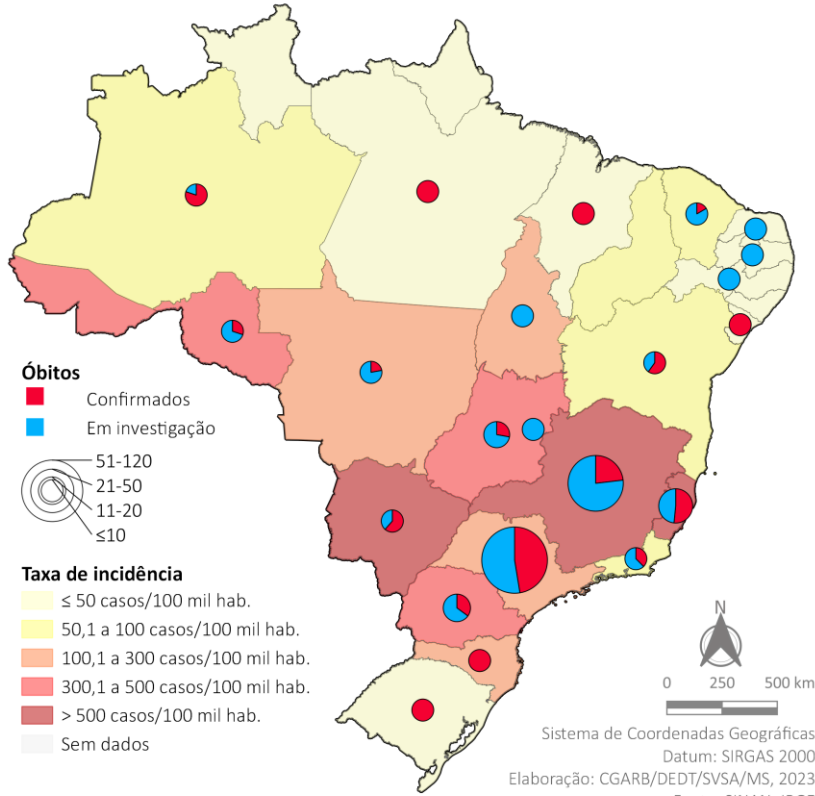 Óbitos
Confirmados
Em investigação
51-120
21-50
11-20
≤10
Taxa de incidência
≤ 50 casos/100 mil hab.
50,1 a 100 casos/100 mil hab.
100,1 a 300 casos/100 mil hab.
300,1 a 500 casos/100 mil hab.
> 500 casos/100 mil hab.
Sem dados
N
0 250 500 km
Sistema de Coordenadas Geográficas
Datum: SIRGAS 2000
Elaboração: CGARB/DEDT/SVSA/MS, 2023